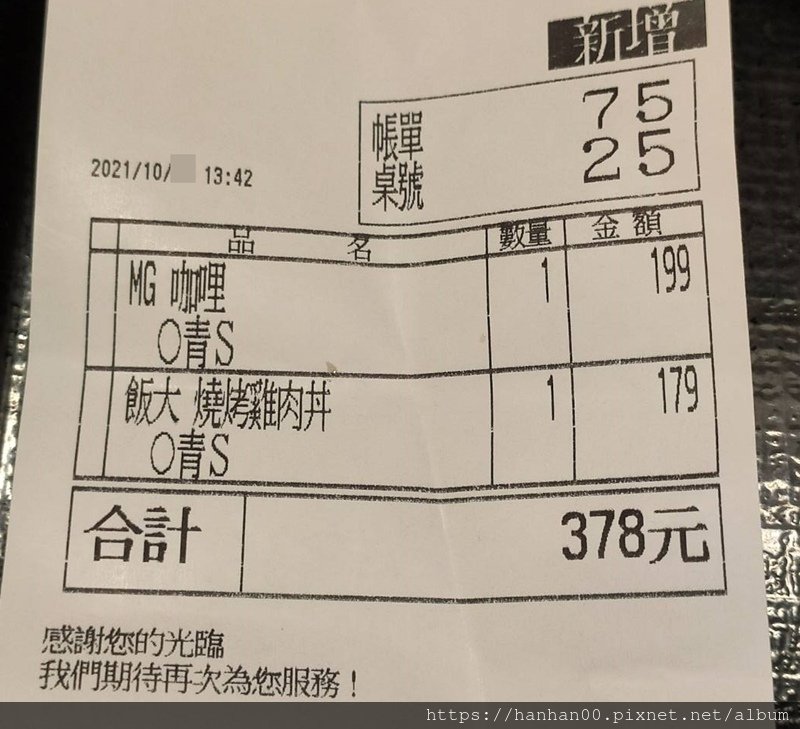 新增
帳單 75
桌號 25
2021/10/ 13:42
品名 數量 金額
MG 咖哩 1 199
○青S
飯大 燒烤雞肉丼 1 179
○青S
合計 378元
感謝您的光臨
我們期待再次為您服務！
https://hanhan00.pixnet.net/album